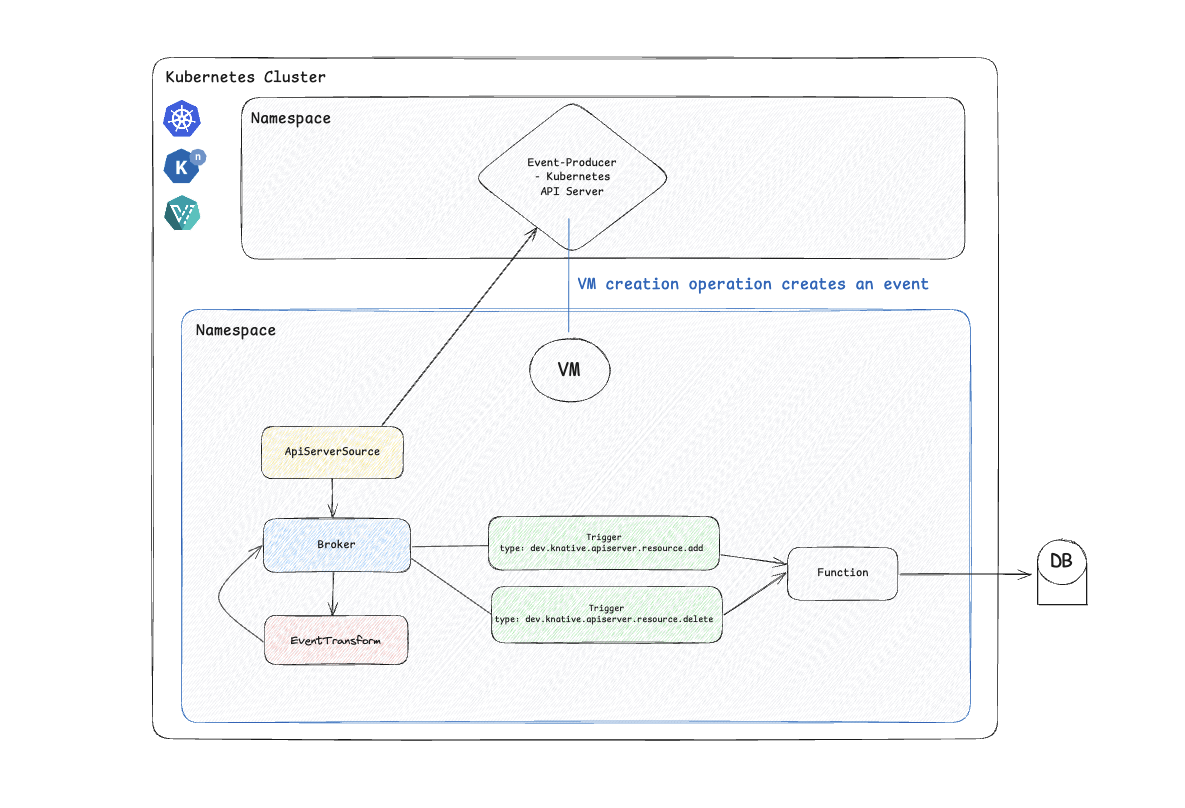 Kubernetes Cluster
Namespace
K
n
Event-Producer
- Kubernetes
API Server
VM creation operation creates an event
Namespace
VM
ApiServerSource
Broker
Trigger
type: dev.knative.apiserver.resource.add
Function
DB
Trigger
type: dev.knative.apiserver.resource.delete
EventTransform